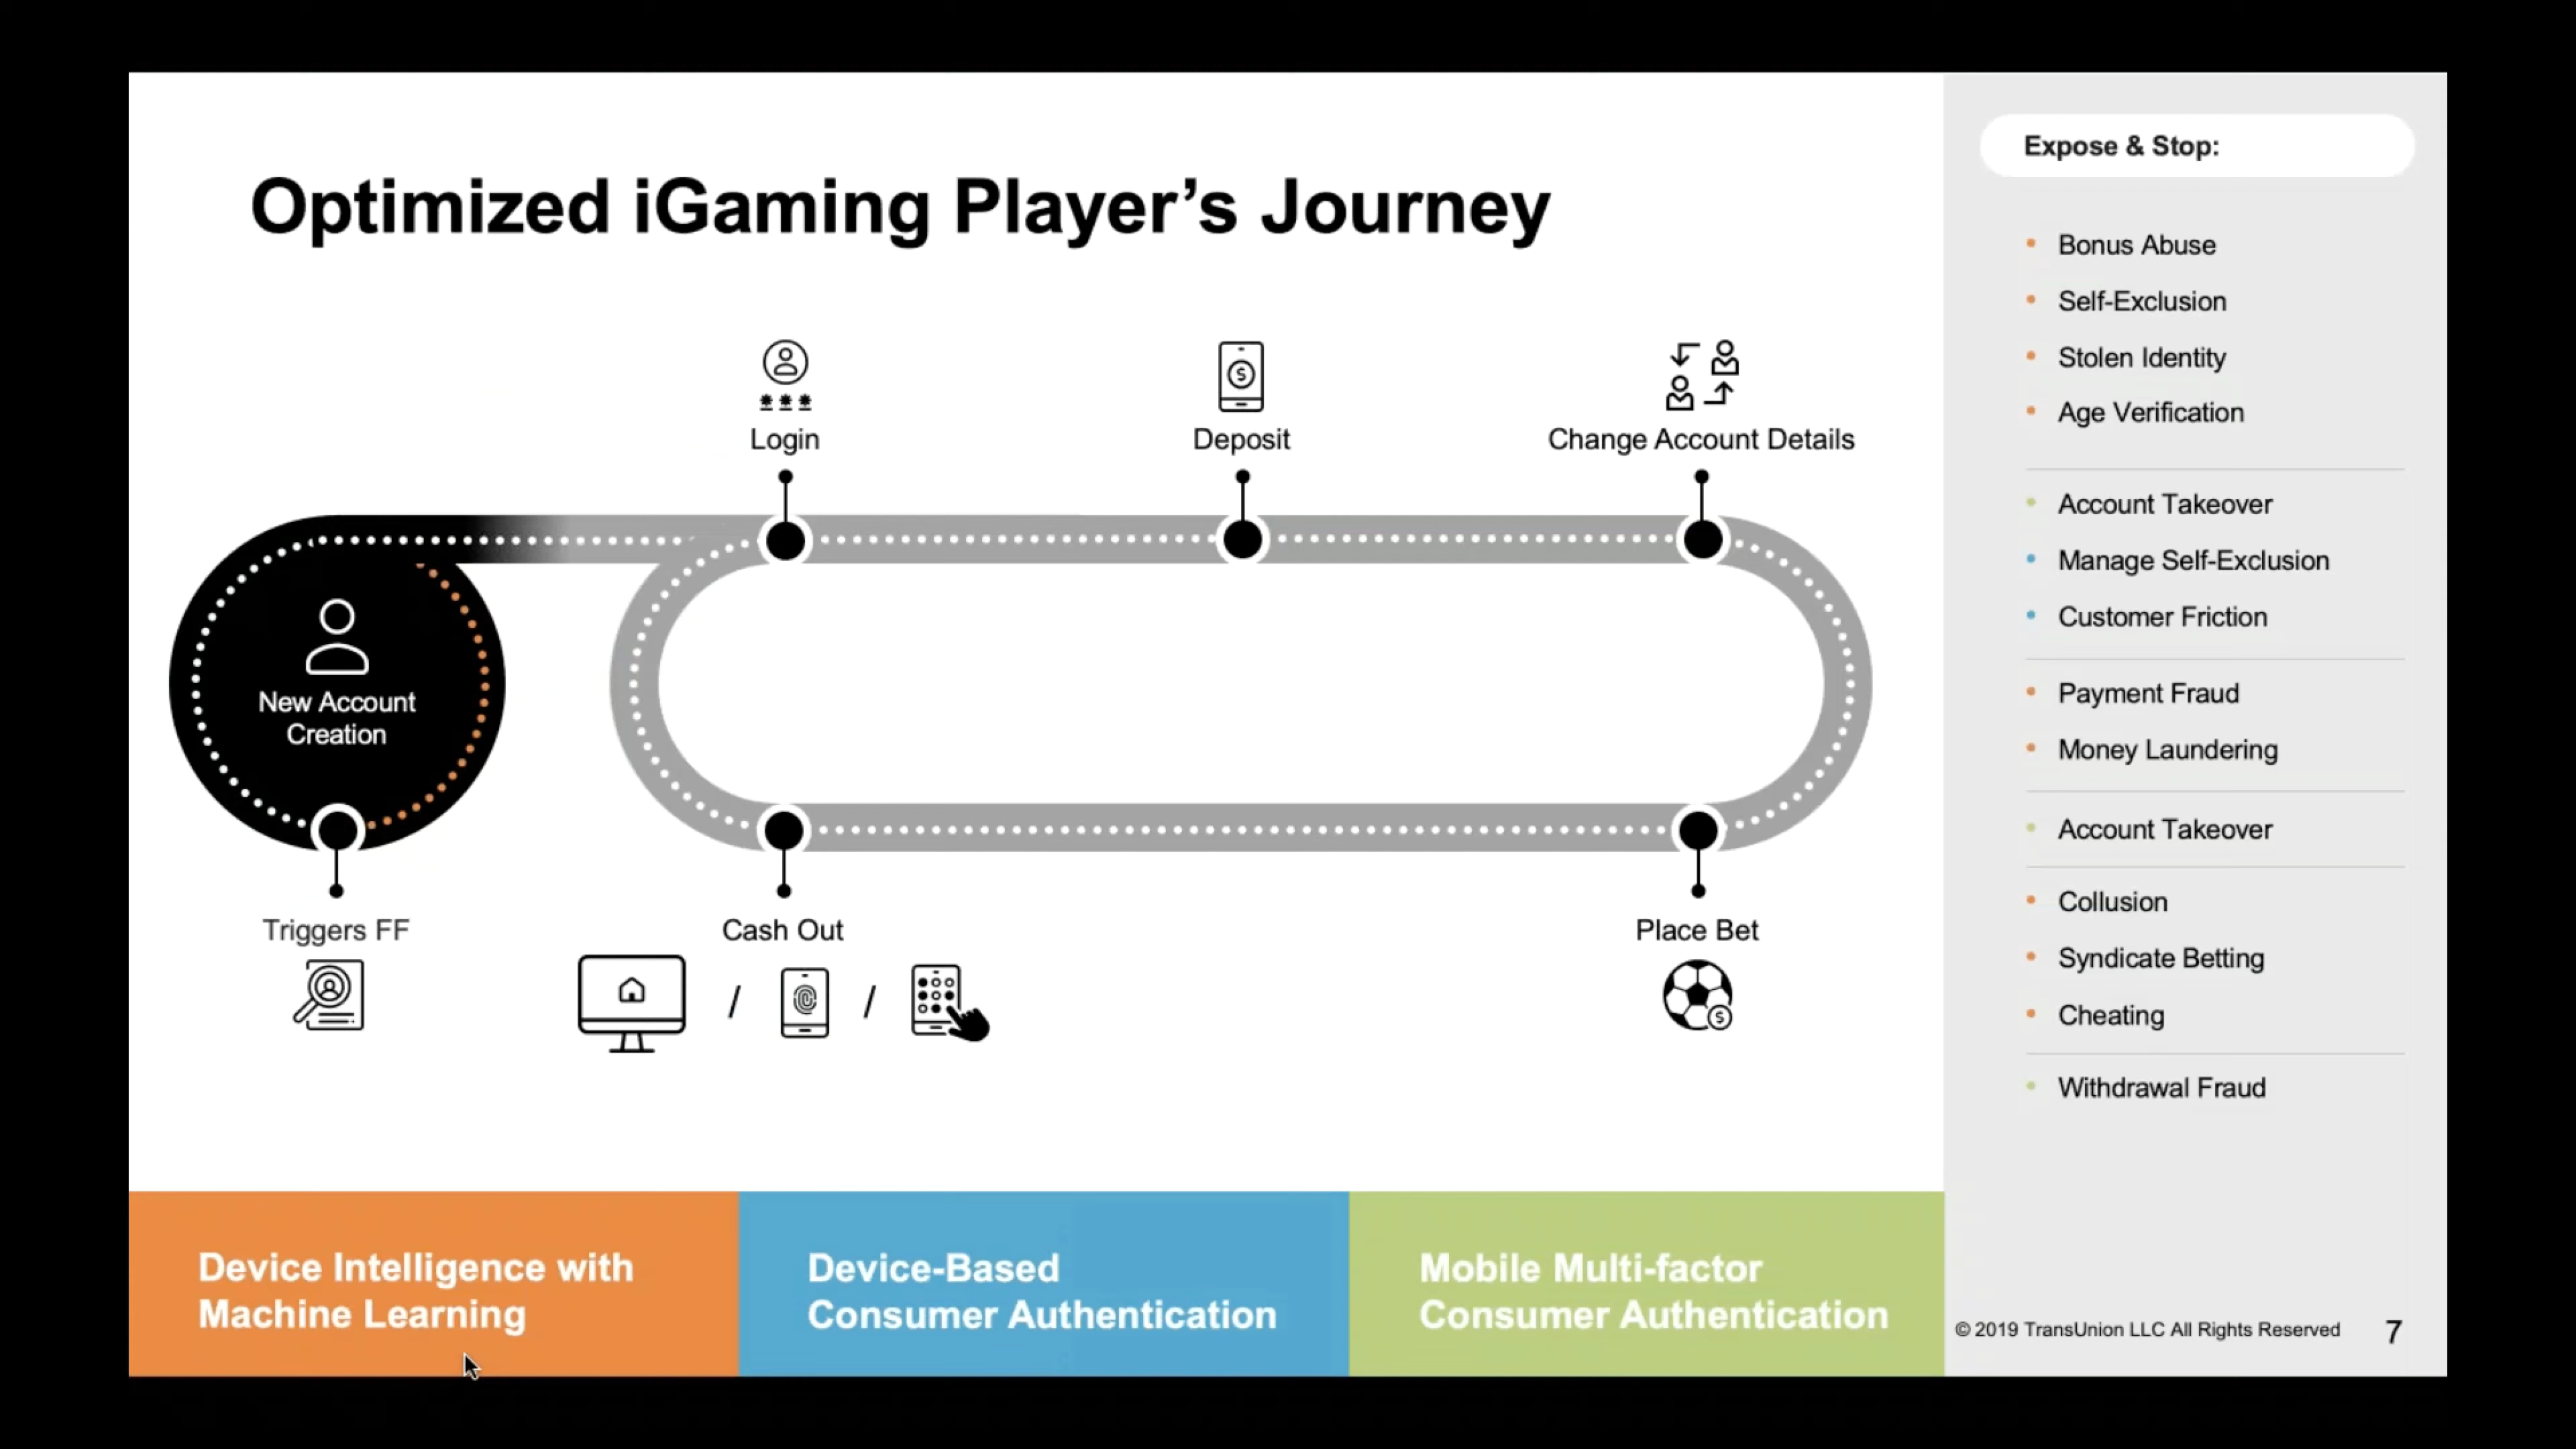 Optimized iGaming Player’s Journey
Login
Deposit
Change Account Details
New Account
Creation
Triggers FF
Cash Out
/
/
Place Bet
Device Intelligence with
Machine Learning
Device-Based
Consumer Authentication
Mobile Multi-factor
Consumer Authentication
Expose & Stop:
• Bonus Abuse
• Self-Exclusion
• Stolen Identity
• Age Verification
• Account Takeover
• Manage Self-Exclusion
• Customer Friction
• Payment Fraud
• Money Laundering
• Account Takeover
• Collusion
• Syndicate Betting
• Cheating
• Withdrawal Fraud
© 2019 TransUnion LLC All Rights Reserved 7